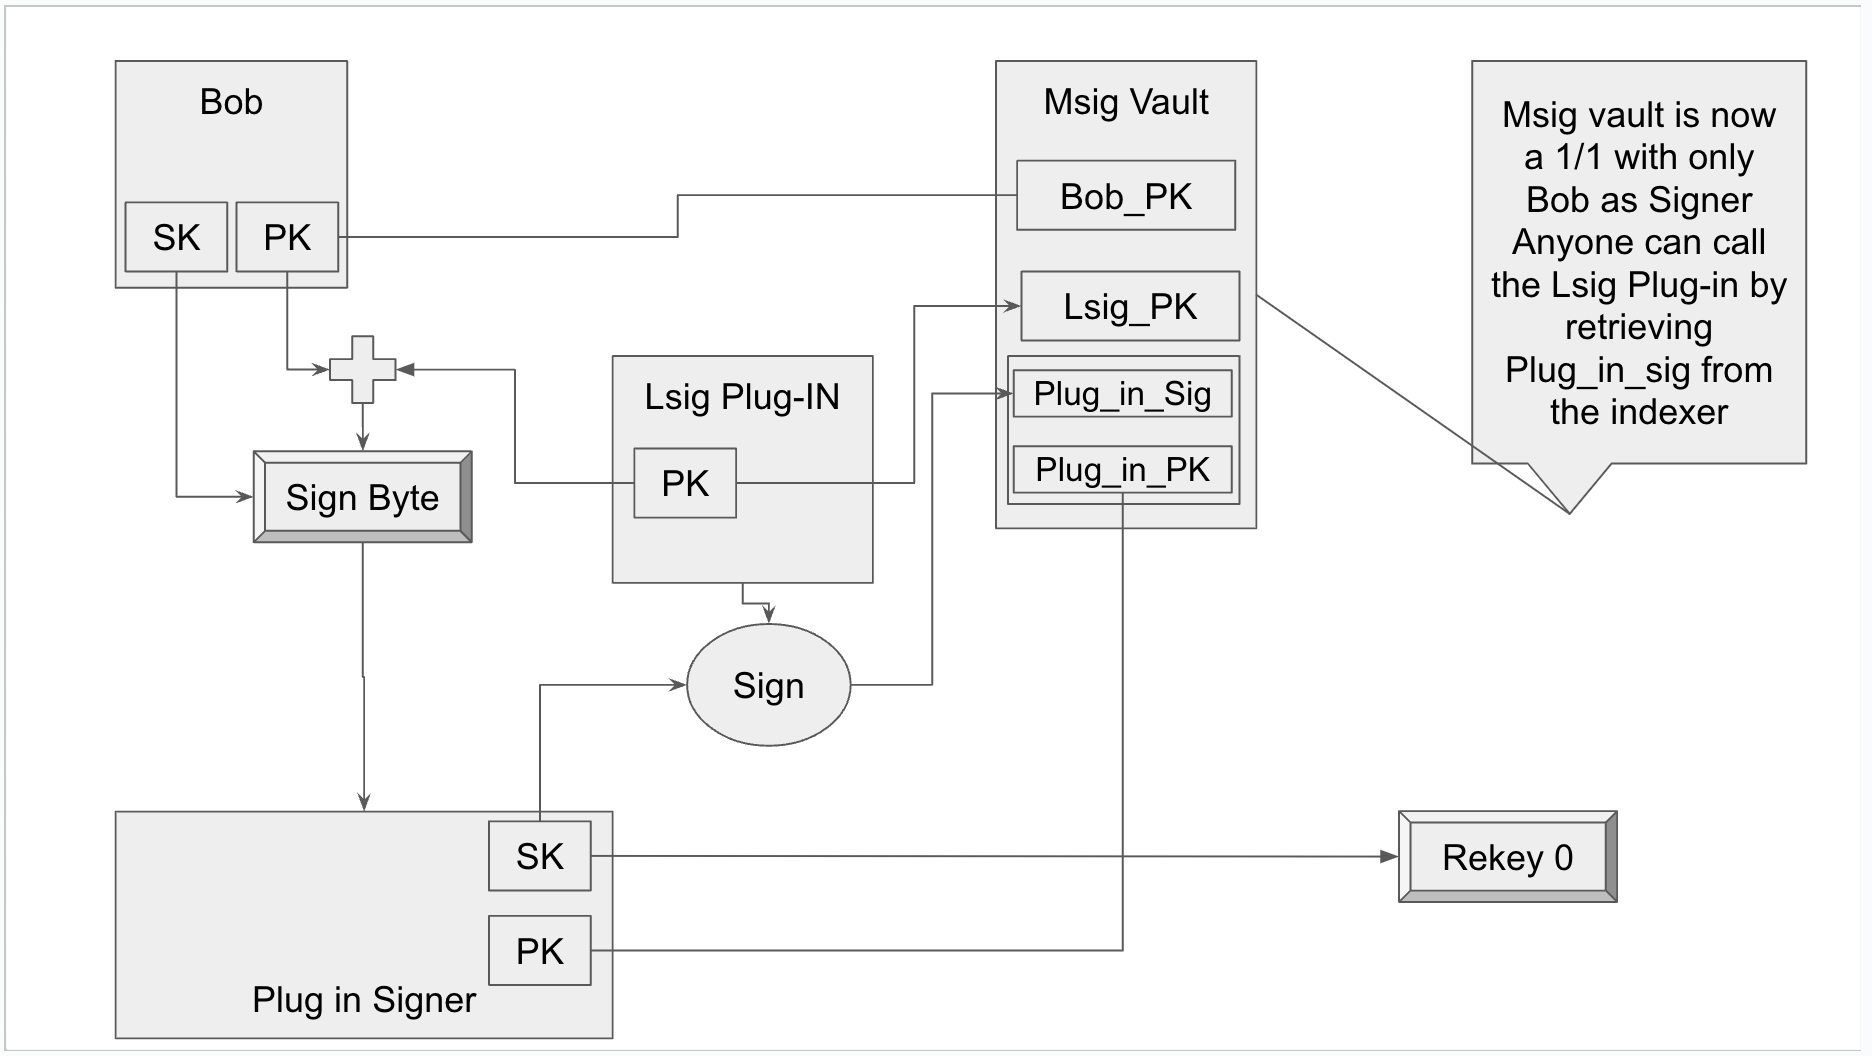 Bob
SK
PK
Sign Byte
Lsig Plug-IN
PK
Sign
Msig Vault
Bob_PK
Lsig_PK
Plug_in_Sig
Plug_in_PK
Msig vault is now
a 1/1 with only
Bob as Signer
Anyone can call
the Lsig Plug-in by
retrieving
Plug_in_sig from
the indexer
SK
PK
Plug in Signer
Rekey 0